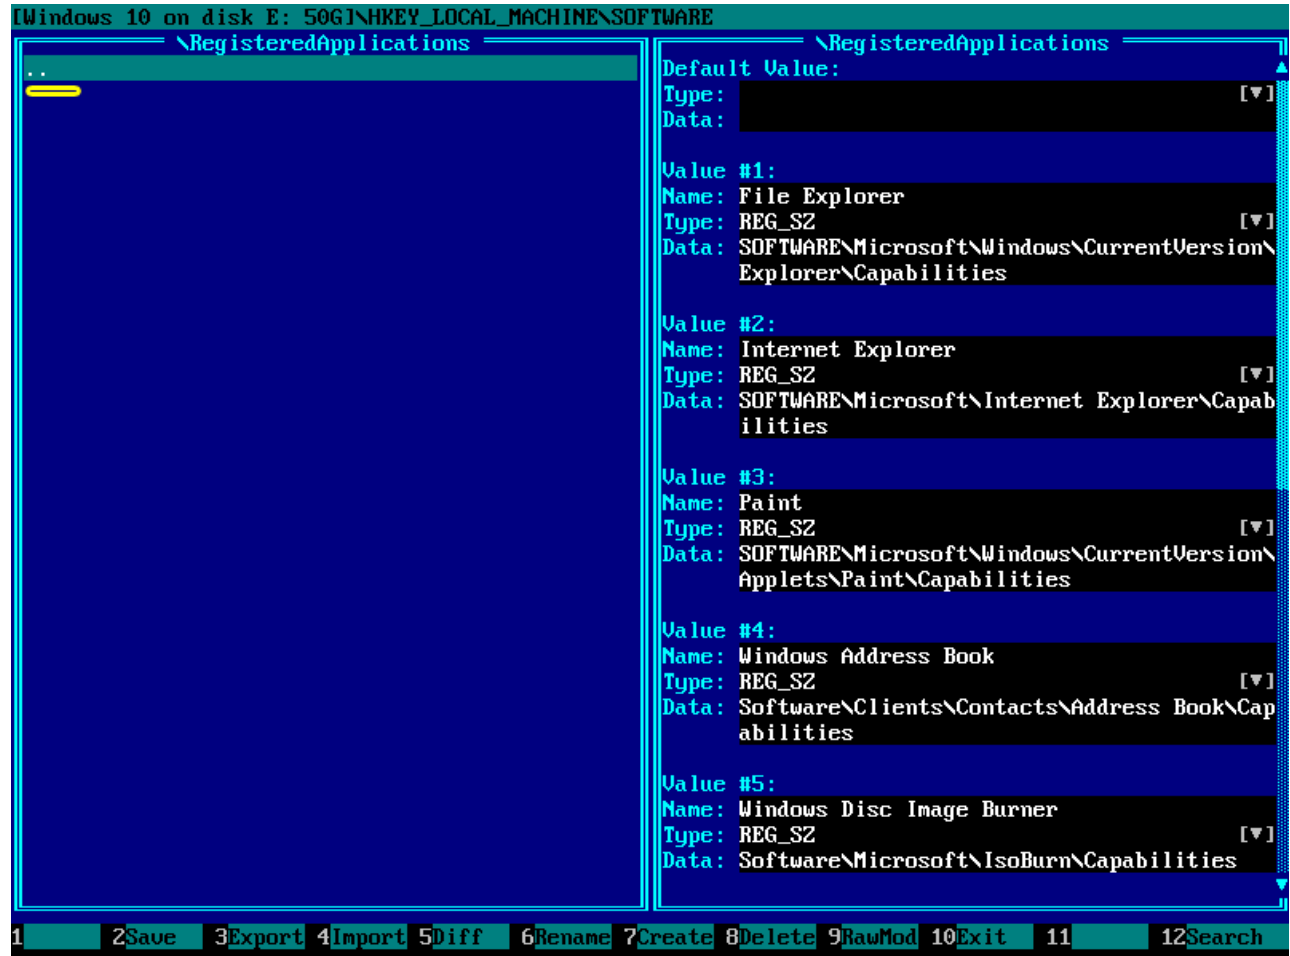 [Windows 10 on disk E: 50G]\HKEY_LOCAL_MACHINE\SOFTWARE
\RegisteredApplications
..
\RegisteredApplications
Default Value:
Type: [▼]
Data:
Value #1:
Name: File Explorer
Type: REG_SZ [▼]
Data: SOFTWARE\Microsoft\Windows\CurrentVersion\
Explorer\Capabilities
Value #2:
Name: Internet Explorer
Type: REG_SZ [▼]
Data: SOFTWARE\Microsoft\Internet Explorer\Capab
ilities
Value #3:
Name: Paint
Type: REG_SZ [▼]
Data: SOFTWARE\Microsoft\Windows\CurrentVersion\
Applets\Paint\Capabilities
Value #4:
Name: Windows Address Book
Type: REG_SZ [▼]
Data: Software\Clients\Contacts\Address Book\Cap
abilities
Value #5:
Name: Windows Disc Image Burner
Type: REG_SZ [▼]
Data: Software\Microsoft\IsoBurn\Capabilities
1 2Save 3Export 4Import 5Diff 6Rename 7Create 8Delete 9RawMod 10Exit 11 12Search